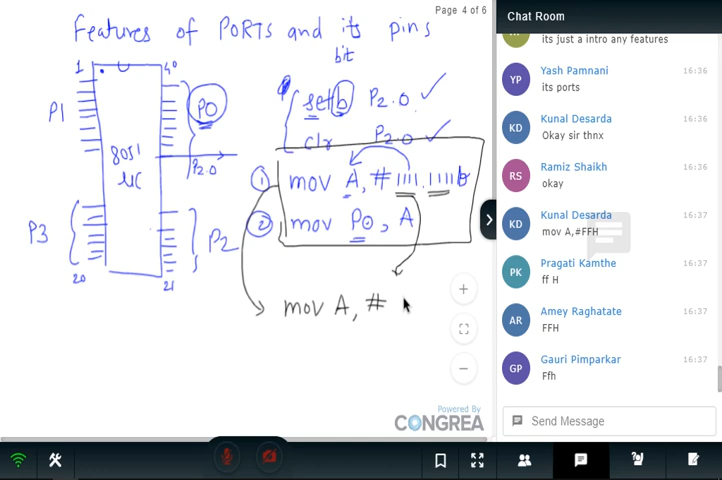 Page 4 of 6
Features of PORTs and its pins
bit
1
40
P1
P0
setb P2.0 ✓
clr P2.0 ✓
8051
μc
P2.0
① mov A, # 1111 1111b
② mov P0, A
P3
P2
20
21
mov A, #
Powered By
CONGREA
Chat Room
its just a intro any features
YP
Yash Pamnani
16:36
its ports
KD
Kunal Desarda
16:36
Okay sir thnx
RS
Ramiz Shaikh
16:36
okay
KD
Kunal Desarda
16:37
mov A,#FFH
PK
Pragati Kamthe
16:37
ff H
AR
Amey Raghatate
16:37
FFH
GP
Gauri Pimparkar
16:37
Ffh
Send Message